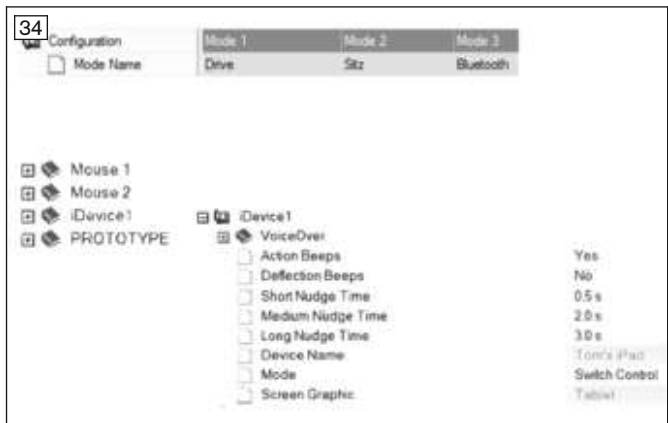 34
Configuration Mode 1 Mode 2 Mode 3
Mode Name Drive Sitz Bluetooth
Mouse 1
Mouse 2
iDevice1
PROTOTYPE
iDevice1
VoiceOver
Action Beeps Yes
Deflection Beeps No
Short Nudge Time 0.5 s
Medium Nudge Time 2.0 s
Long Nudge Time 3.0 s
Device Name Tom's iPad
Mode Switch Control
Screen Graphic Tablet